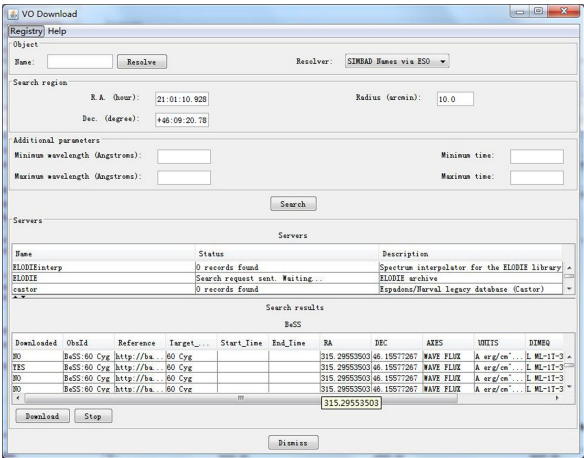 VO Download
Registry Help
Object
Name: Resolve Resolver: SIMBAD Names via ESO
Search region
R.A. (hour): 21:01:10.928 Radius (arcmin): 10.0
Dec. (degree): +46:09:20.78
Additional parameters
Minimum wavelength (Angstroms): Minimum time:
Maximum wavelength (Angstroms): Maximum time:
Search
Servers
Servers
Name Status Description
ELODIEinterp 0 records found Spectrum interpolator for the ELODIE library
ELODIE Search request sent. Waiting... ELODIE archive
castor 0 records found Espadons/Narval legacy database (Castor)
Search results
BeSS
Downloaded ObsId Reference Target_... Start_Time End_Time RA DEC AXES UNITS DIMEQ
NO BeSS:60 Cyg http://ba... 60 Cyg 315.29553503 46.15577267 WAVE FLUX A erg/cm^... L ML-1T-3
YES BeSS:60 Cyg http://ba... 60 Cyg 315.29553503 46.15577267 WAVE FLUX A erg/cm^... L ML-1T-3
NO BeSS:60 Cyg http://ba... 60 Cyg 315.29553503 46.15577267 WAVE FLUX A erg/cm^... L ML-1T-3
NO BeSS:60 Cyg http://ba... 60 Cyg 315.29553503 46.15577267 WAVE FLUX A erg/cm^... L ML-1T-3
315.29553503
Download Stop
Dismiss